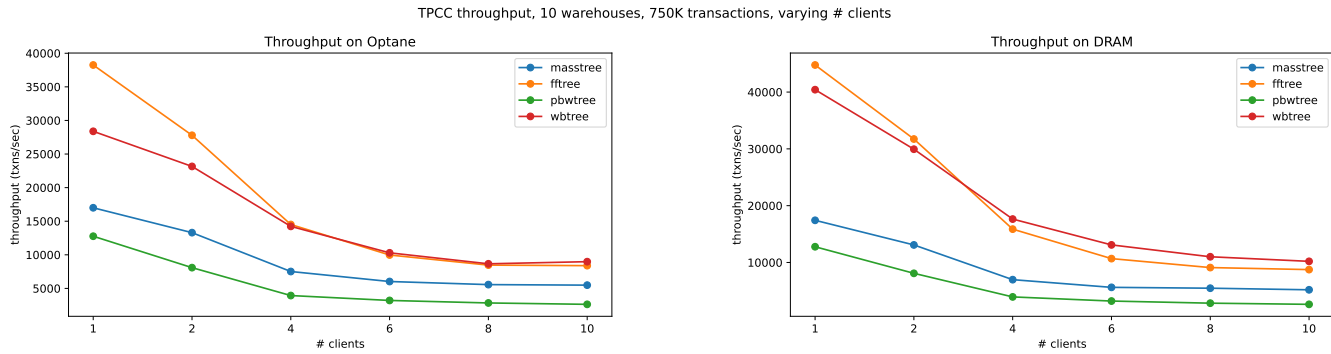 TPCC throughput, 10 warehouses, 750K transactions, varying # clients
Throughput on Optane
throughput (txns/sec)
40000
35000
30000
25000
20000
15000
10000
5000
masstree
fftree
pbwtree
wbtree
1 2 4 6 8 10
# clients
Throughput on DRAM
throughput (txns/sec)
40000
30000
20000
10000
masstree
fftree
pbwtree
wbtree
1 2 4 6 8 10
# clients